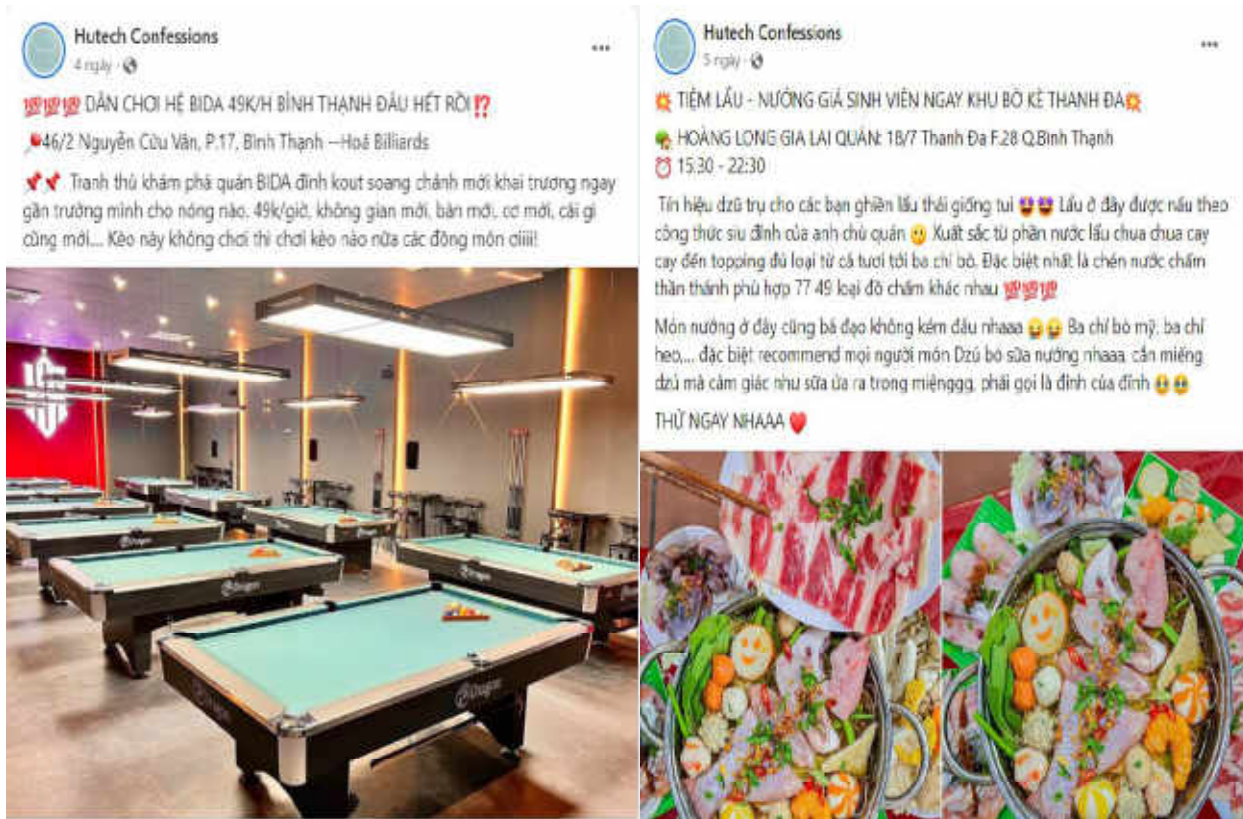 Hutech Confessions
4 ngày
💯💯💯 DÂN CHƠI HỆ BIDA 49K/H BÌNH THẠNH ĐÂU HẾT RỒI ⁉️
46/2 Nguyễn Cửu Vân, P.17, Bình Thạnh —Hoá Billiards
📌📌 Tranh thủ khám phá quán BIDA đỉnh kout soang chảnh mới khai trương ngay
gần trường mình cho nóng nào. 49k/giờ, không gian mới, bàn mới, cơ mới, cái gì
cũng mới.... Kèo này không chơi thì chơi kèo nào nữa các đồng môn oiiii!
Dragon
Dragon
Hutech Confessions
5 ngày
💥 TIỆM LẨU - NƯỚNG GIÁ SINH VIÊN NGAY KHU BỜ KÈ THANH ĐA💥
HOÀNG LONG GIA LAI QUÁN: 18/7 Thanh Đa F.28 Q.Bình Thạnh
⏰ 15:30 - 22:30
Tín hiệu dzũ trụ cho các bạn ghiền lẩu thái giống tui 🤩🤩 Lẩu ở đây được nấu theo
công thức siu đỉnh của anh chủ quán Xuất sắc từ phần nước lẩu chua chua cay
cay đến topping đủ loại từ cá tươi tới ba chỉ bò. Đặc biệt nhất là chén nước chấm
thần thánh phù hợp 77 49 loại đồ chấm khác nhau 💯💯💯
Món nướng ở đây cũng bá đạo không kém đâu nhaaa 😝😝 Ba chỉ bò mỹ, ba chỉ
heo,.... đặc biệt recommend mọi người món Dzú bò sữa nướng nhaaa, cắn miếng
dzú mà cảm giác như sữa ứa ra trong miệnggg, phải gọi là đỉnh của đỉnh 🥹🥹
THỬ NGAY NHAAA ❤️